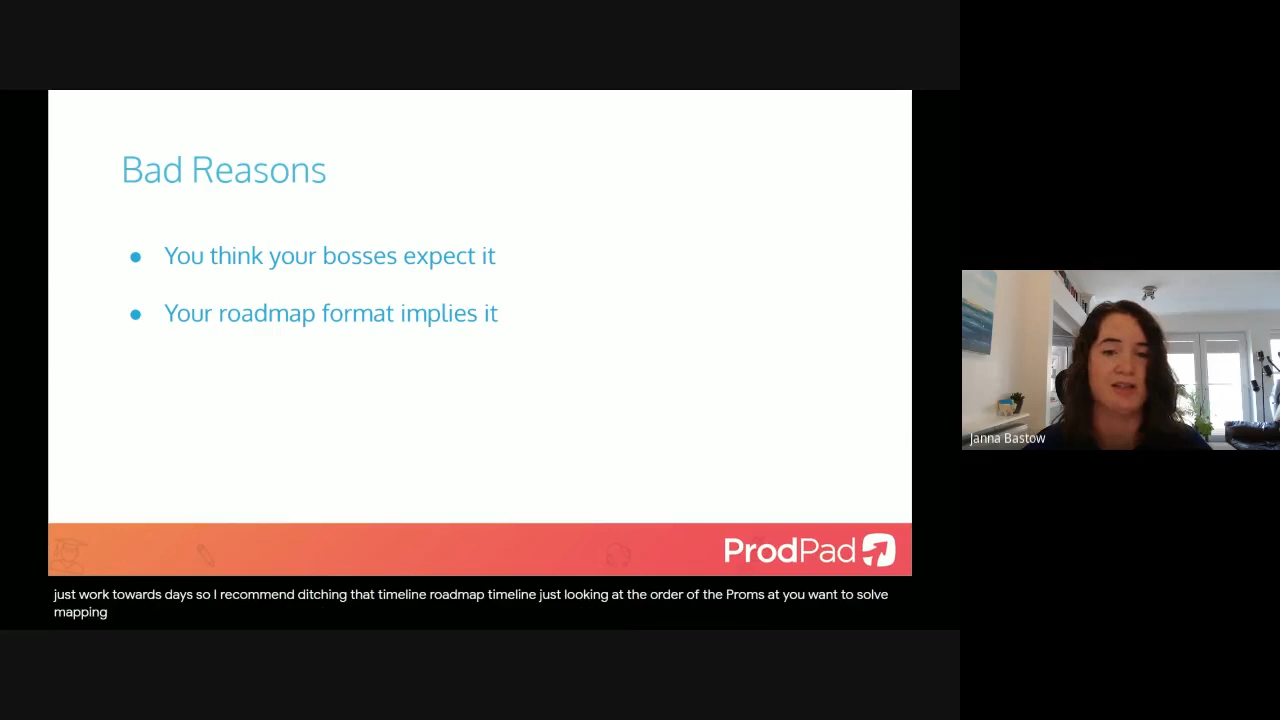 Bad Reasons
● You think your bosses expect it
● Your roadmap format implies it
ProdPad
just work towards days so I recommend ditching that timeline roadmap timeline just looking at the order of the Proms at you want to solve
mapping
Janna Bastow